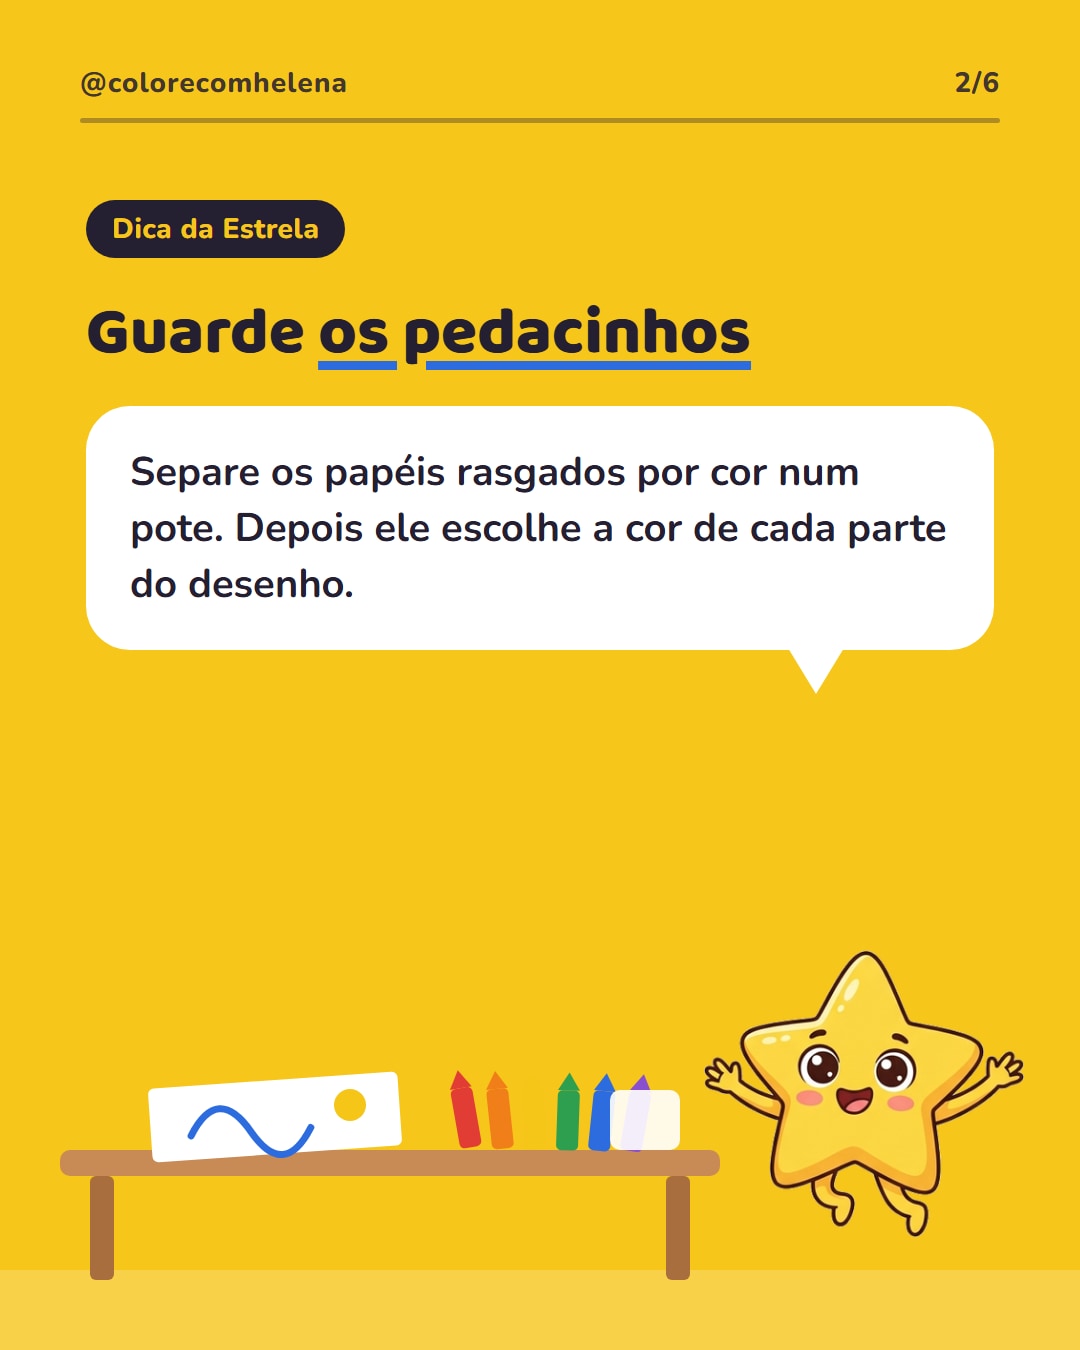 @colorecomhelena
2/6
Dica da Estrela
Guarde os pedacinhos
Separe os papéis rasgados por cor num
pote. Depois ele escolhe a cor de cada parte
do desenho.